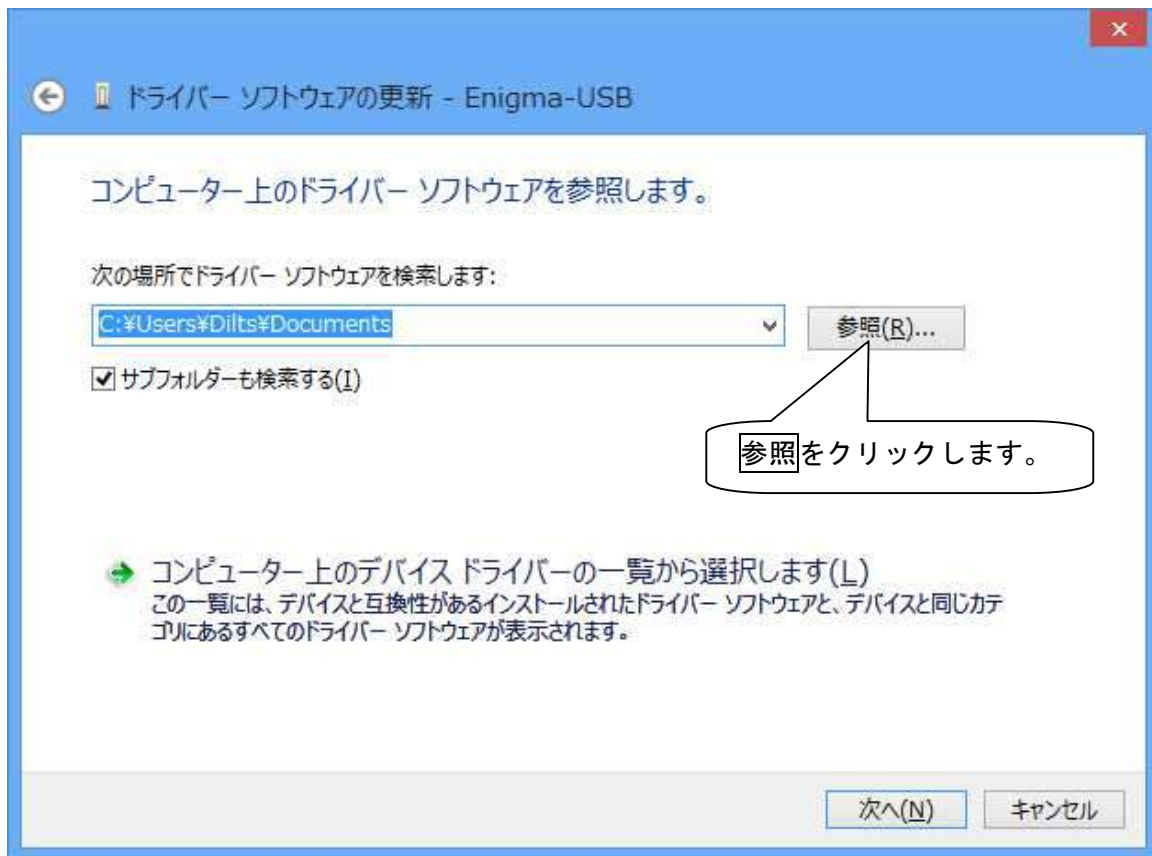 ドライバー ソフトウェアの更新 - Enigma-USB
コンピューター上のドライバー ソフトウェアを参照します。
次の場所でドライバー ソフトウェアを検索します:
C:¥Users¥Dilts¥Documents
参照(R)...
サブフォルダーも検索する(I)
参照をクリックします。
コンピューター上のデバイス ドライバーの一覧から選択します(L)
この一覧には、デバイスと互換性があるインストールされたドライバー ソフトウェアと、デバイスと同じカテ
ゴリにあるすべてのドライバー ソフトウェアが表示されます。
次へ(N)
キャンセル